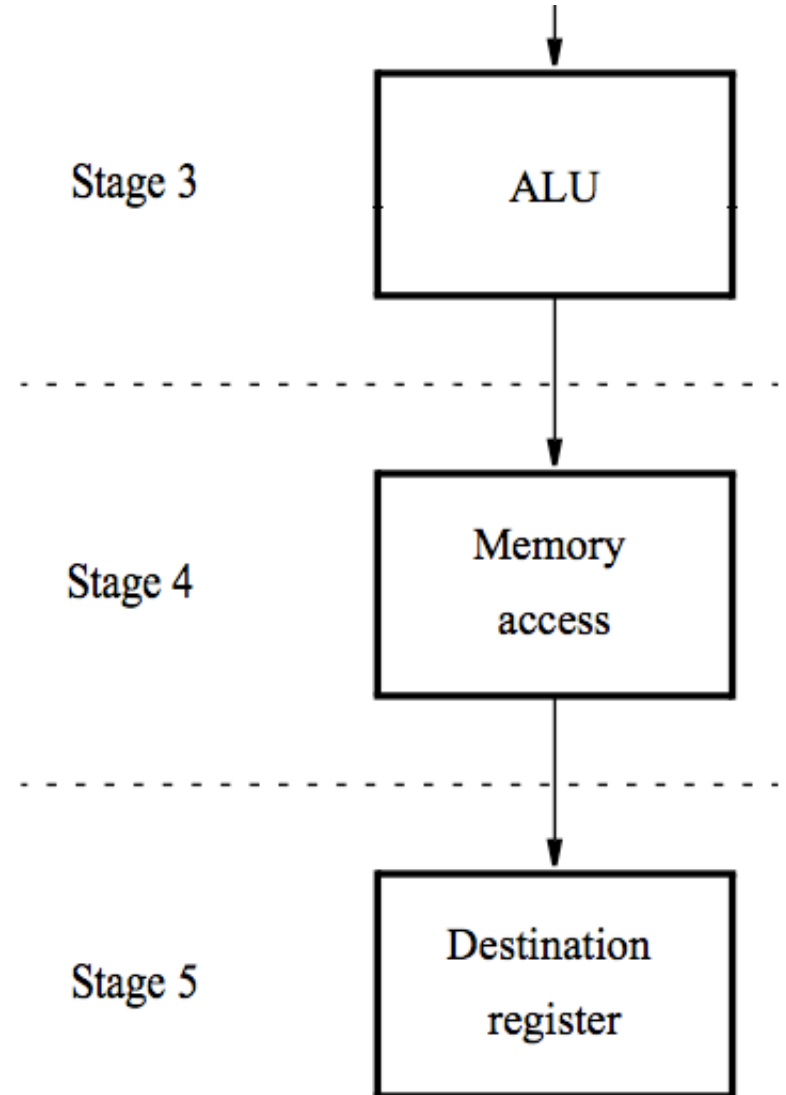 Stage 3
ALU
Stage 4
Memory
access
Stage 5
Destination
register